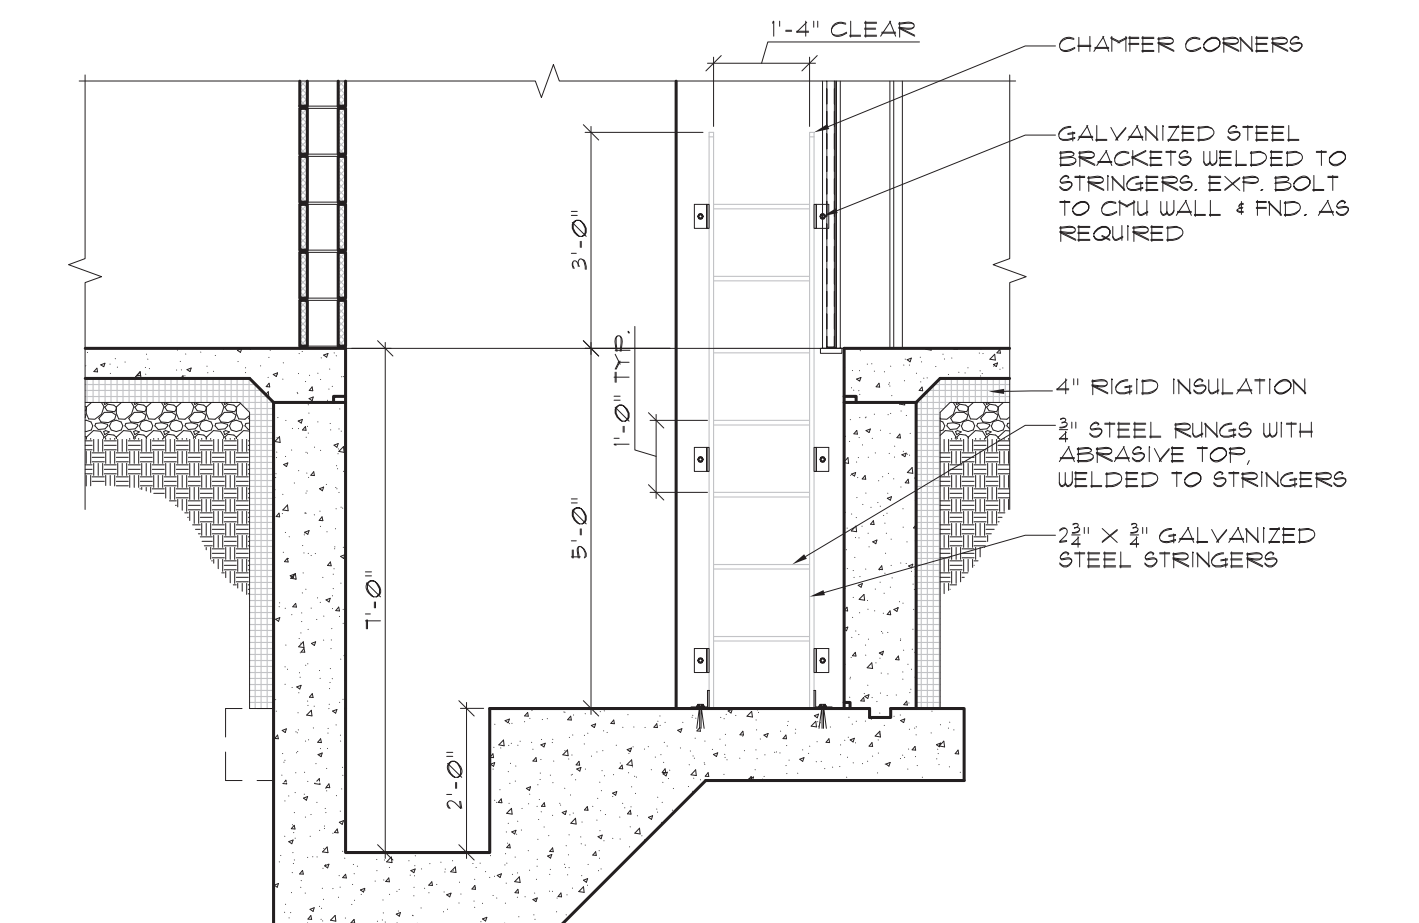 1'-4" CLEAR
CHAMFER CORNERS
GALVANIZED STEEL
BRACKETS WELDED TO
STRINGERS. EXP. BOLT
TO CMU WALL & FND. AS
REQUIRED
3'-0"
1'-0" TYP.
4" RIGID INSULATION
3/4" STEEL RUNGS WITH
ABRASIVE TOP,
WELDED TO STRINGERS
5'-0"
2 3/4" X 3/4" GALVANIZED
STEEL STRINGERS
7'-0"
2'-0"